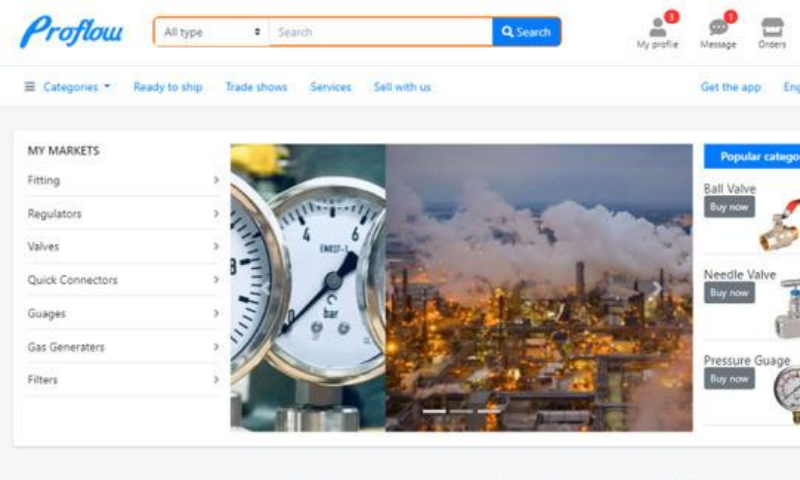 Proflow
All type
Search
Search
3
My profile
1
Message
Orders
Categories
Ready to ship
Trade shows
Services
Sell with us
Get the app
Eng
MY MARKETS
Fitting
Regulators
Valves
Quick Connectors
Guages
Gas Generaters
Filters
4
6
8
0
bar
Popular catego
Ball Valve
Buy now
Needle Valve
Buy now
Pressure Guage
Buy now